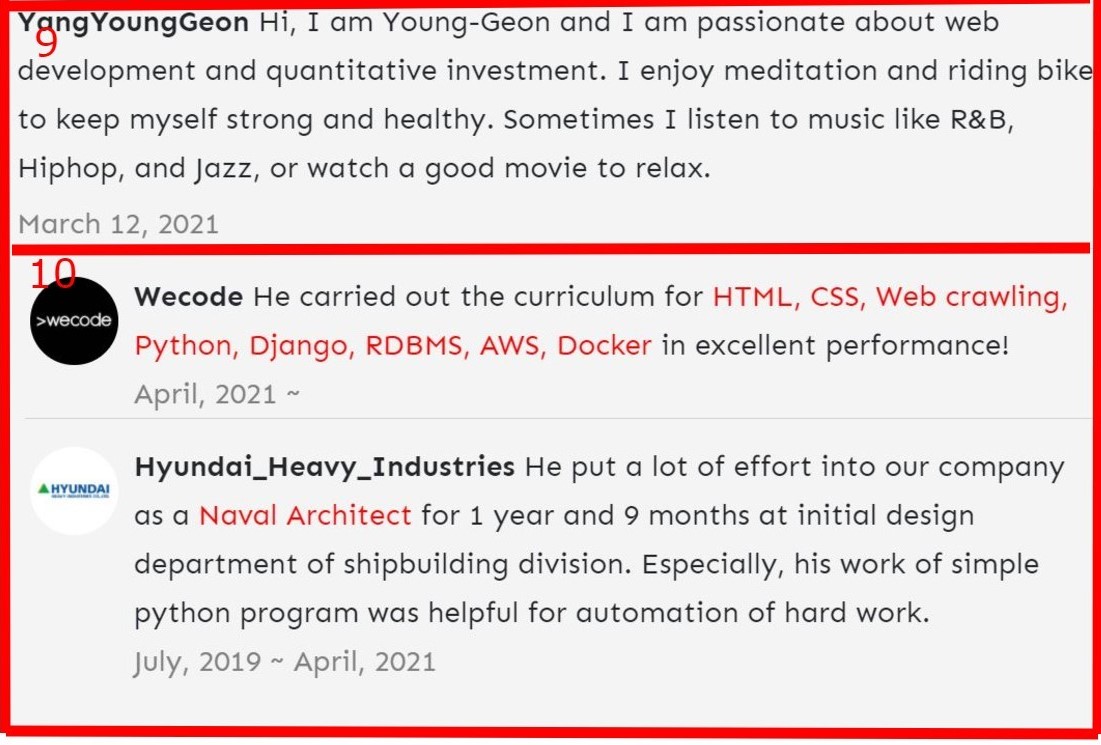 YangYoungGeon Hi, I am Young-Geon and I am passionate about web
9
development and quantitative investment. I enjoy meditation and riding bike
to keep myself strong and healthy. Sometimes I listen to music like R&B,
Hiphop, and Jazz, or watch a good movie to relax.
March 12, 2021
10
>wecode
Wecode He carried out the curriculum for HTML, CSS, Web crawling,
Python, Django, RDBMS, AWS, Docker in excellent performance!
April, 2021 ~
HYUNDAI
HEAVY INDUSTRIES CO.,LTD.
Hyundai_Heavy_Industries He put a lot of effort into our company
as a Naval Architect for 1 year and 9 months at initial design
department of shipbuilding division. Especially, his work of simple
python program was helpful for automation of hard work.
July, 2019 ~ April, 2021